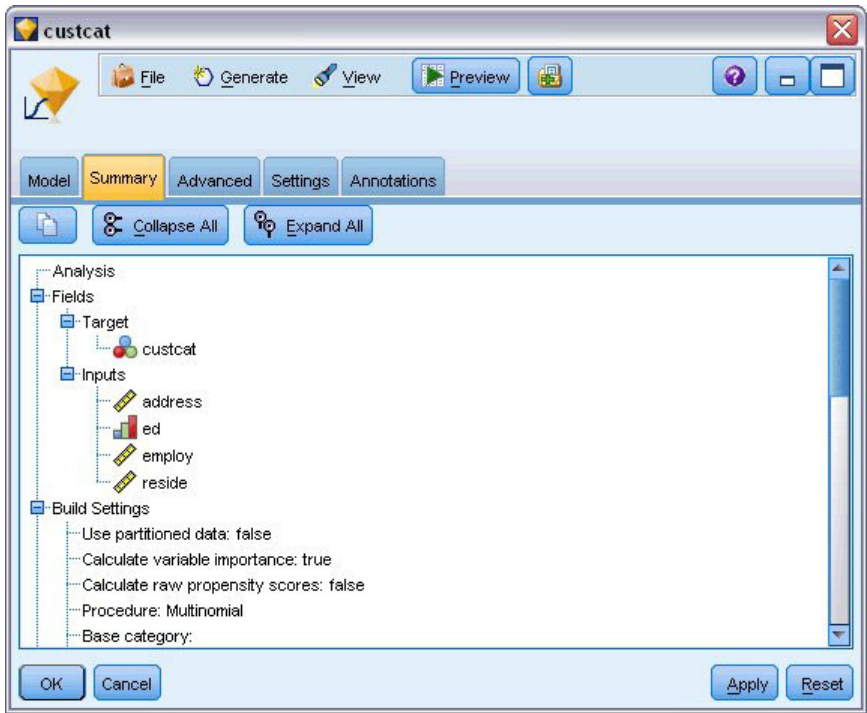 custcat
File Generate View Preview
Model Summary Advanced Settings Annotations
Collapse All Expand All
Analysis
Fields
Target
custcat
Inputs
address
ed
employ
reside
Build Settings
Use partitioned data: false
Calculate variable importance: true
Calculate raw propensity scores: false
Procedure: Multinomial
Base category:
OK Cancel Apply Reset